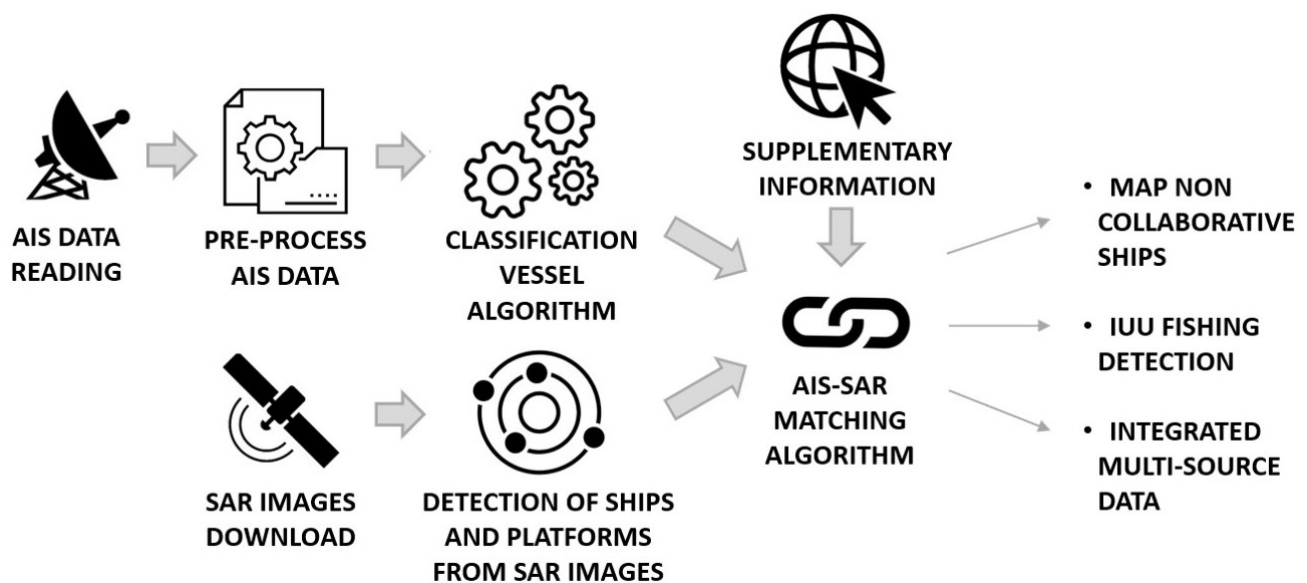 AIS DATA
READING
PRE-PROCESS
AIS DATA
CLASSIFICATION
VESSEL
ALGORITHM
SUPPLEMENTARY
INFORMATION
SAR IMAGES
DOWNLOAD
DETECTION OF SHIPS
AND PLATFORMS
FROM SAR IMAGES
AIS-SAR
MATCHING
ALGORITHM
• MAP NON
COLLABORATIVE
SHIPS
• IUU FISHING
DETECTION
• INTEGRATED
MULTI-SOURCE
DATA